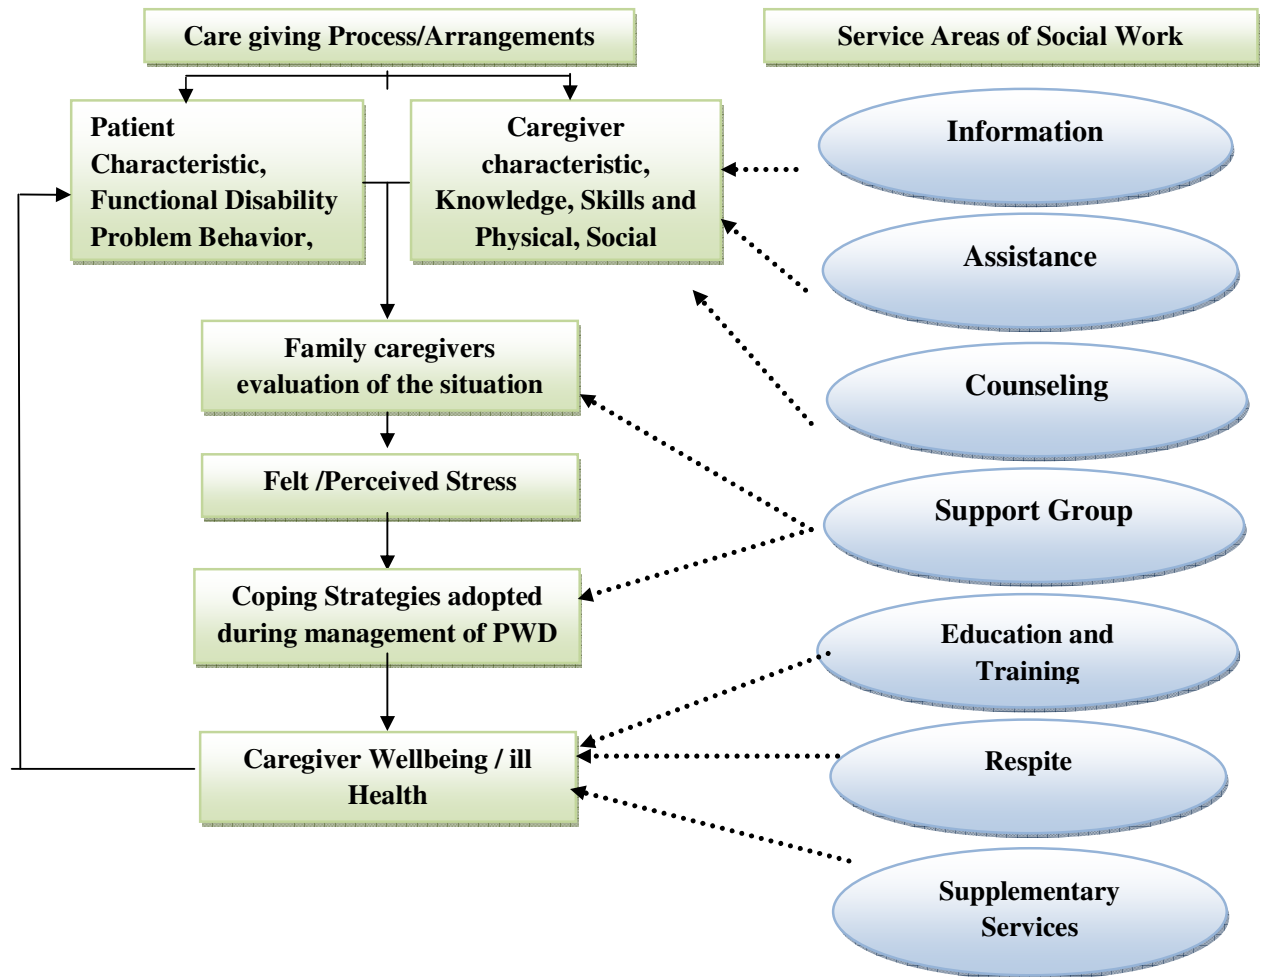 Care giving Process/Arrangements
Service Areas of Social Work
Patient
Characteristic,
Functional Disability
Problem Behavior,
Caregiver
characteristic,
Knowledge, Skills and
Physical, Social
Information
Assistance
Family caregivers
evaluation of the situation
Counseling
Felt /Perceived Stress
Support Group
Coping Strategies adopted
during management of PWD
Education and
Training
Caregiver Wellbeing / ill
Health
Respite
Supplementary
Services